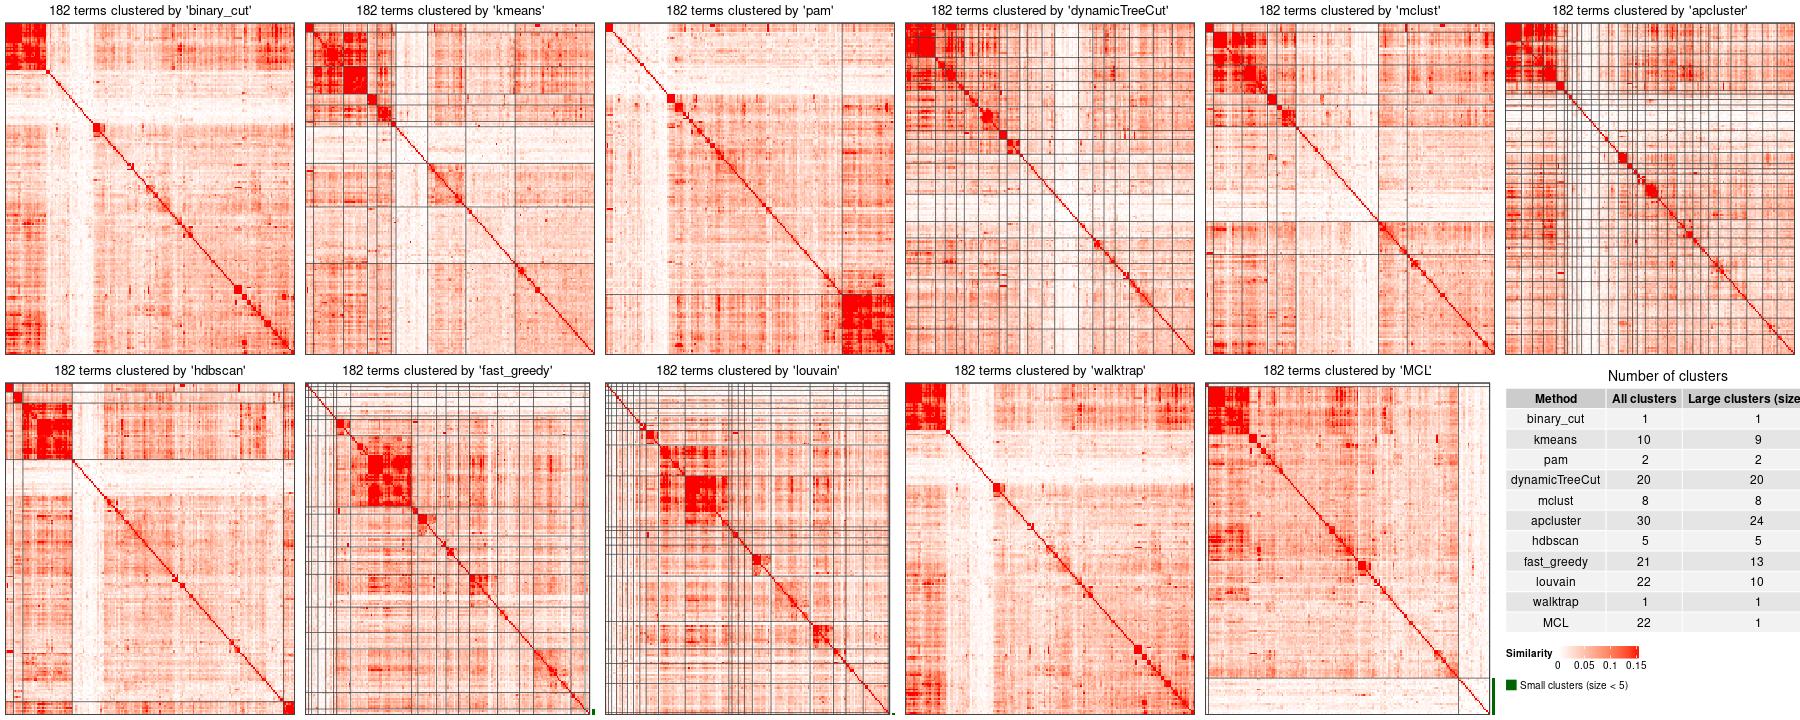 182 terms clustered by 'binary_cut'
182 terms clustered by 'kmeans'
182 terms clustered by 'pam'
182 terms clustered by 'dynamicTreeCut'
182 terms clustered by 'mclust'
182 terms clustered by 'apcluster'
182 terms clustered by 'hdbscan'
182 terms clustered by 'fast_greedy'
182 terms clustered by 'louvain'
182 terms clustered by 'walktrap'
182 terms clustered by 'MCL'
Number of clusters
Method All clusters Large clusters (size
binary_cut 1 1
kmeans 10 9
pam 2 2
dynamicTreeCut 20 20
mclust 8 8
apcluster 30 24
hdbscan 5 5
fast_greedy 21 13
louvain 22 10
walktrap 1 1
MCL 22 1
Similarity
0 0.05 0.1 0.15
Small clusters (size < 5)